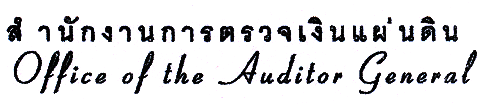 สำนักงานการตรวจเงินแผ่นดิน
Office of the Auditor General